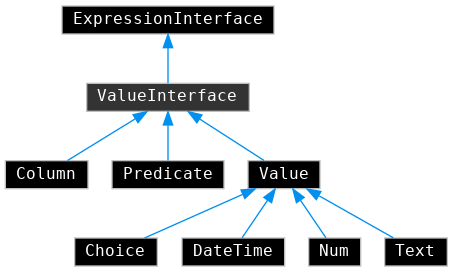 ExpressionInterface
ValueInterface
Column
Predicate
Value
Choice
DateTime
Num
Text